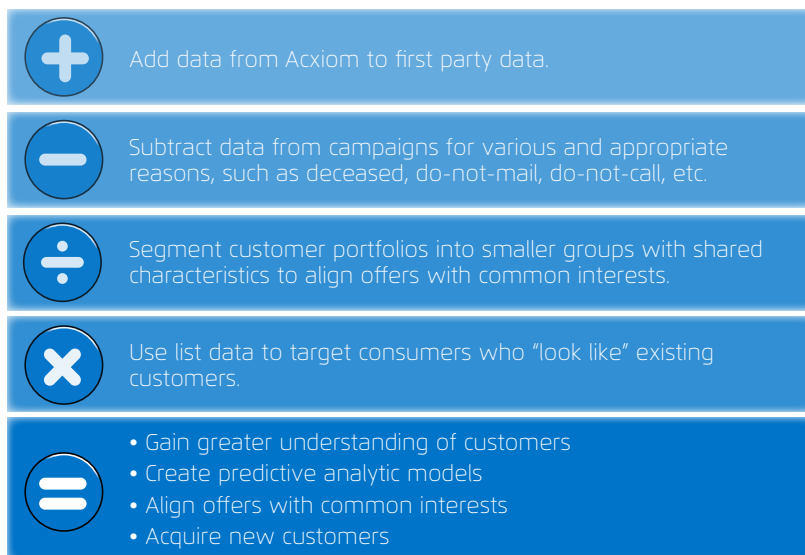 Add data from Acxiom to first party data.
Subtract data from campaigns for various and appropriate
reasons, such as deceased, do-not-mail, do-not-call, etc.
Segment customer portfolios into smaller groups with shared
characteristics to align offers with common interests.
Use list data to target consumers who “look like” existing
customers.
• Gain greater understanding of customers
• Create predictive analytic models
• Align offers with common interests
• Acquire new customers